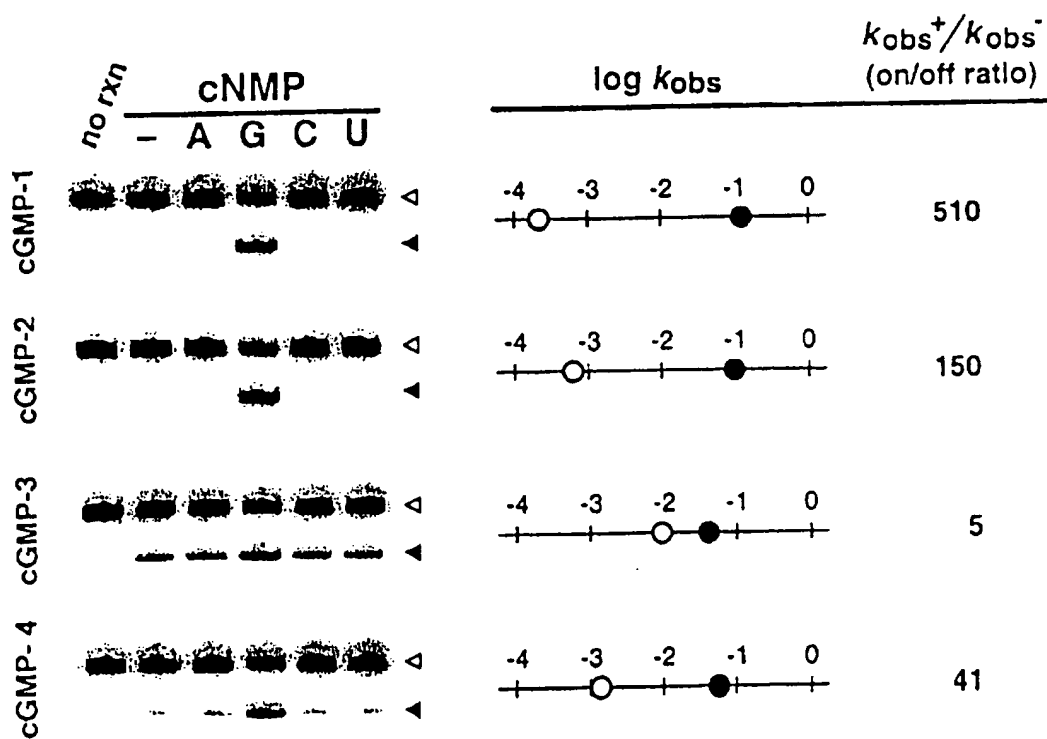 no rxn
cNMP
– A G C U
log kobs
kobs+/kobs-
(on/off ratio)
cGMP-1
-4 -3 -2 -1 0
510
cGMP-2
-4 -3 -2 -1 0
150
cGMP-3
-4 -3 -2 -1 0
5
cGMP-4
-4 -3 -2 -1 0
41